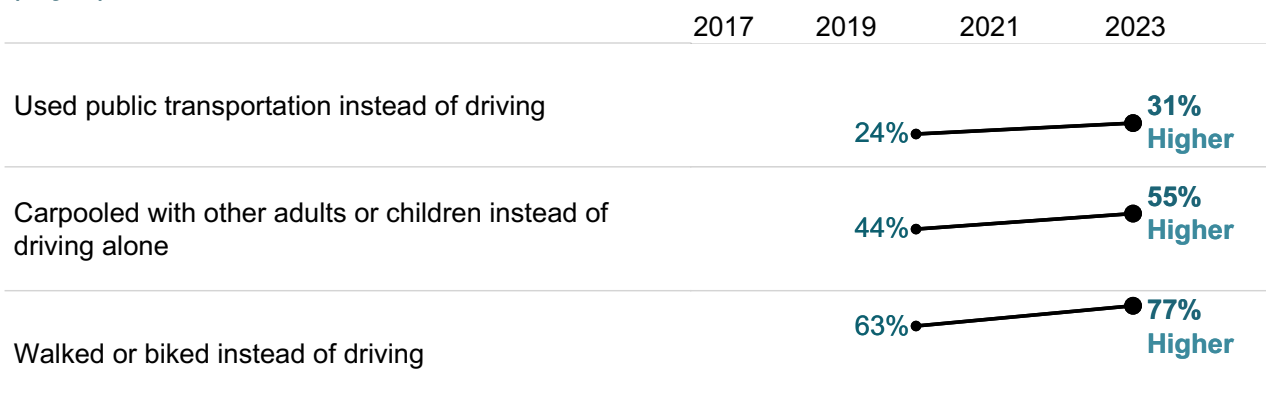 2017 2019 2021 2023
Used public transportation instead of driving
24%
31%
Higher
Carpooled with other adults or children instead of
driving alone
44%
55%
Higher
Walked or biked instead of driving
63%
77%
Higher